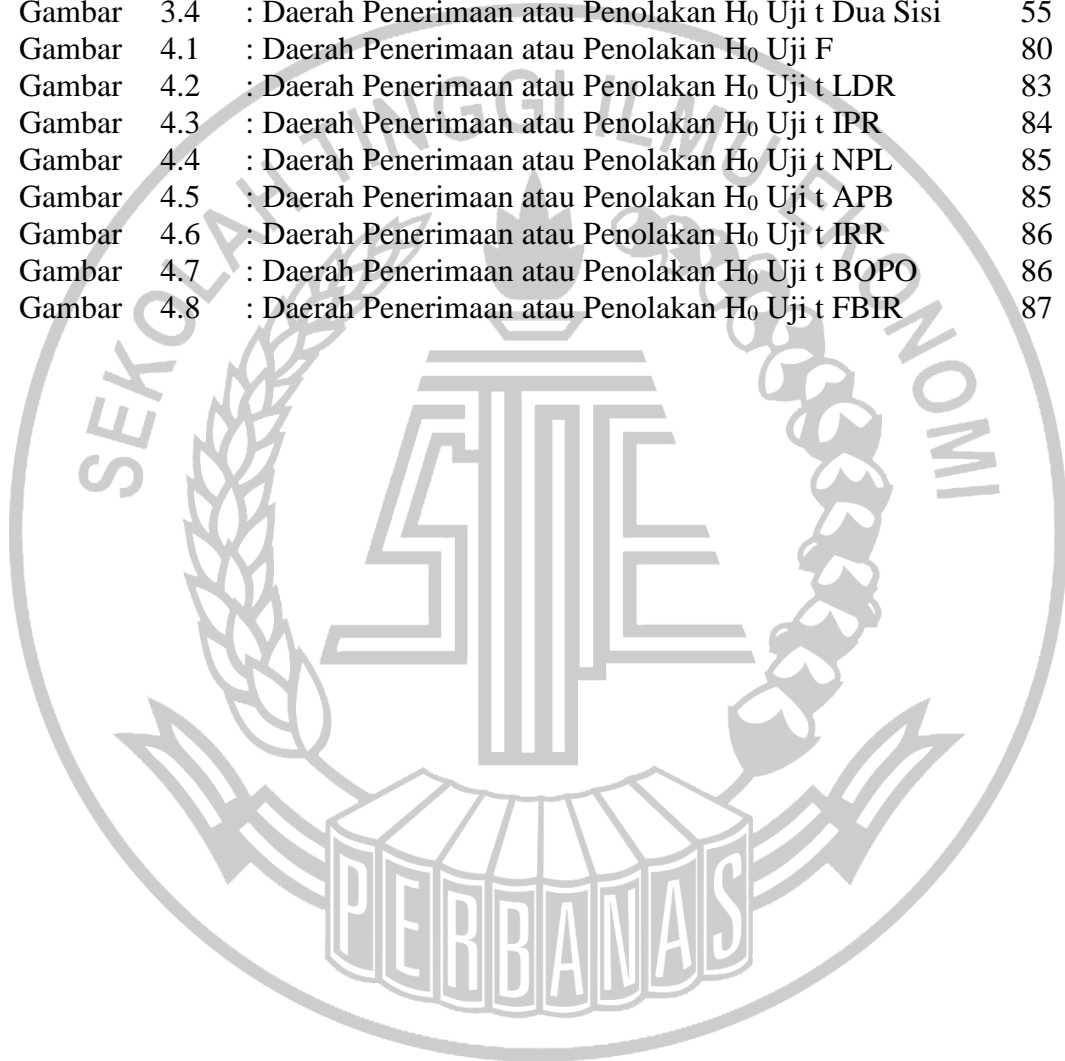 Gambar 3.4 : Daerah Penerimaan atau Penolakan H₀ Uji t Dua Sisi 55
Gambar 4.1 : Daerah Penerimaan atau Penolakan H₀ Uji F 80
Gambar 4.2 : Daerah Penerimaan atau Penolakan H₀ Uji t LDR 83
Gambar 4.3 : Daerah Penerimaan atau Penolakan H₀ Uji t IPR 84
Gambar 4.4 : Daerah Penerimaan atau Penolakan H₀ Uji t NPL 85
Gambar 4.5 : Daerah Penerimaan atau Penolakan H₀ Uji t APB 85
Gambar 4.6 : Daerah Penerimaan atau Penolakan H₀ Uji t IRR 86
Gambar 4.7 : Daerah Penerimaan atau Penolakan H₀ Uji t BOPO 86
Gambar 4.8 : Daerah Penerimaan atau Penolakan H₀ Uji t FBIR 87
SEKOLAH TINGGI ILMU EKONOMI
STIE
PERBANAS